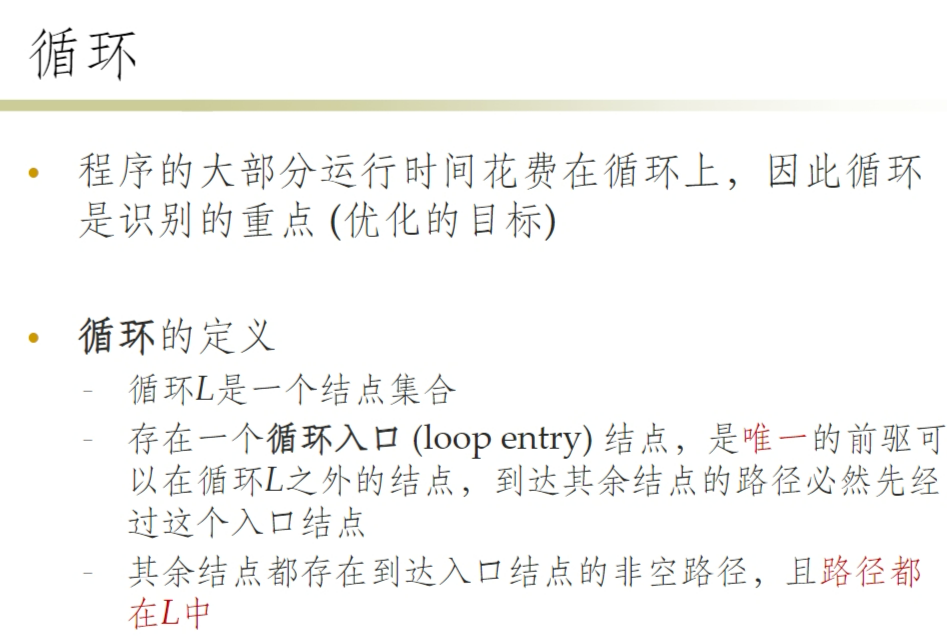 循环
• 程序的大部分运行时间花费在循环上，因此循环
是识别的重点 (优化的目标)
• 循环的定义
- 循环L是一个结点集合
- 存在一个循环入口 (loop entry) 结点，是唯一的前驱可
以在循环L之外的结点，到达其余结点的路径必然先经
过这个入口结点
- 其余结点都存在到达入口结点的非空路径，且路径都
在L中